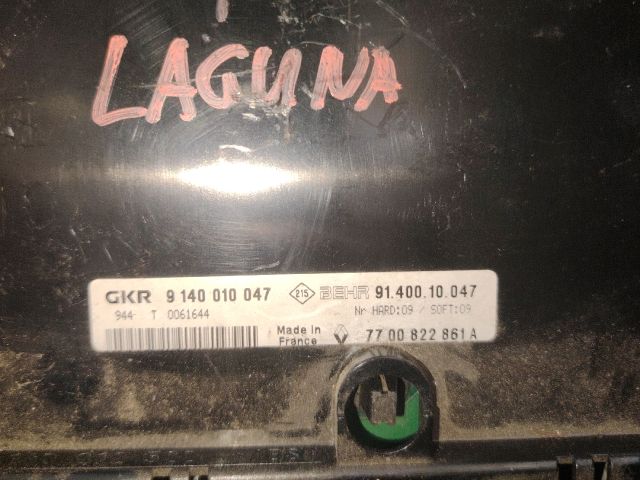 LAGUNA
GKR 9 140 010 047 215 BEHR 91.400.10.047
944- T 0061644 Nr HARD:09 / SOFT:09
Made in France 77 00 822 861 A